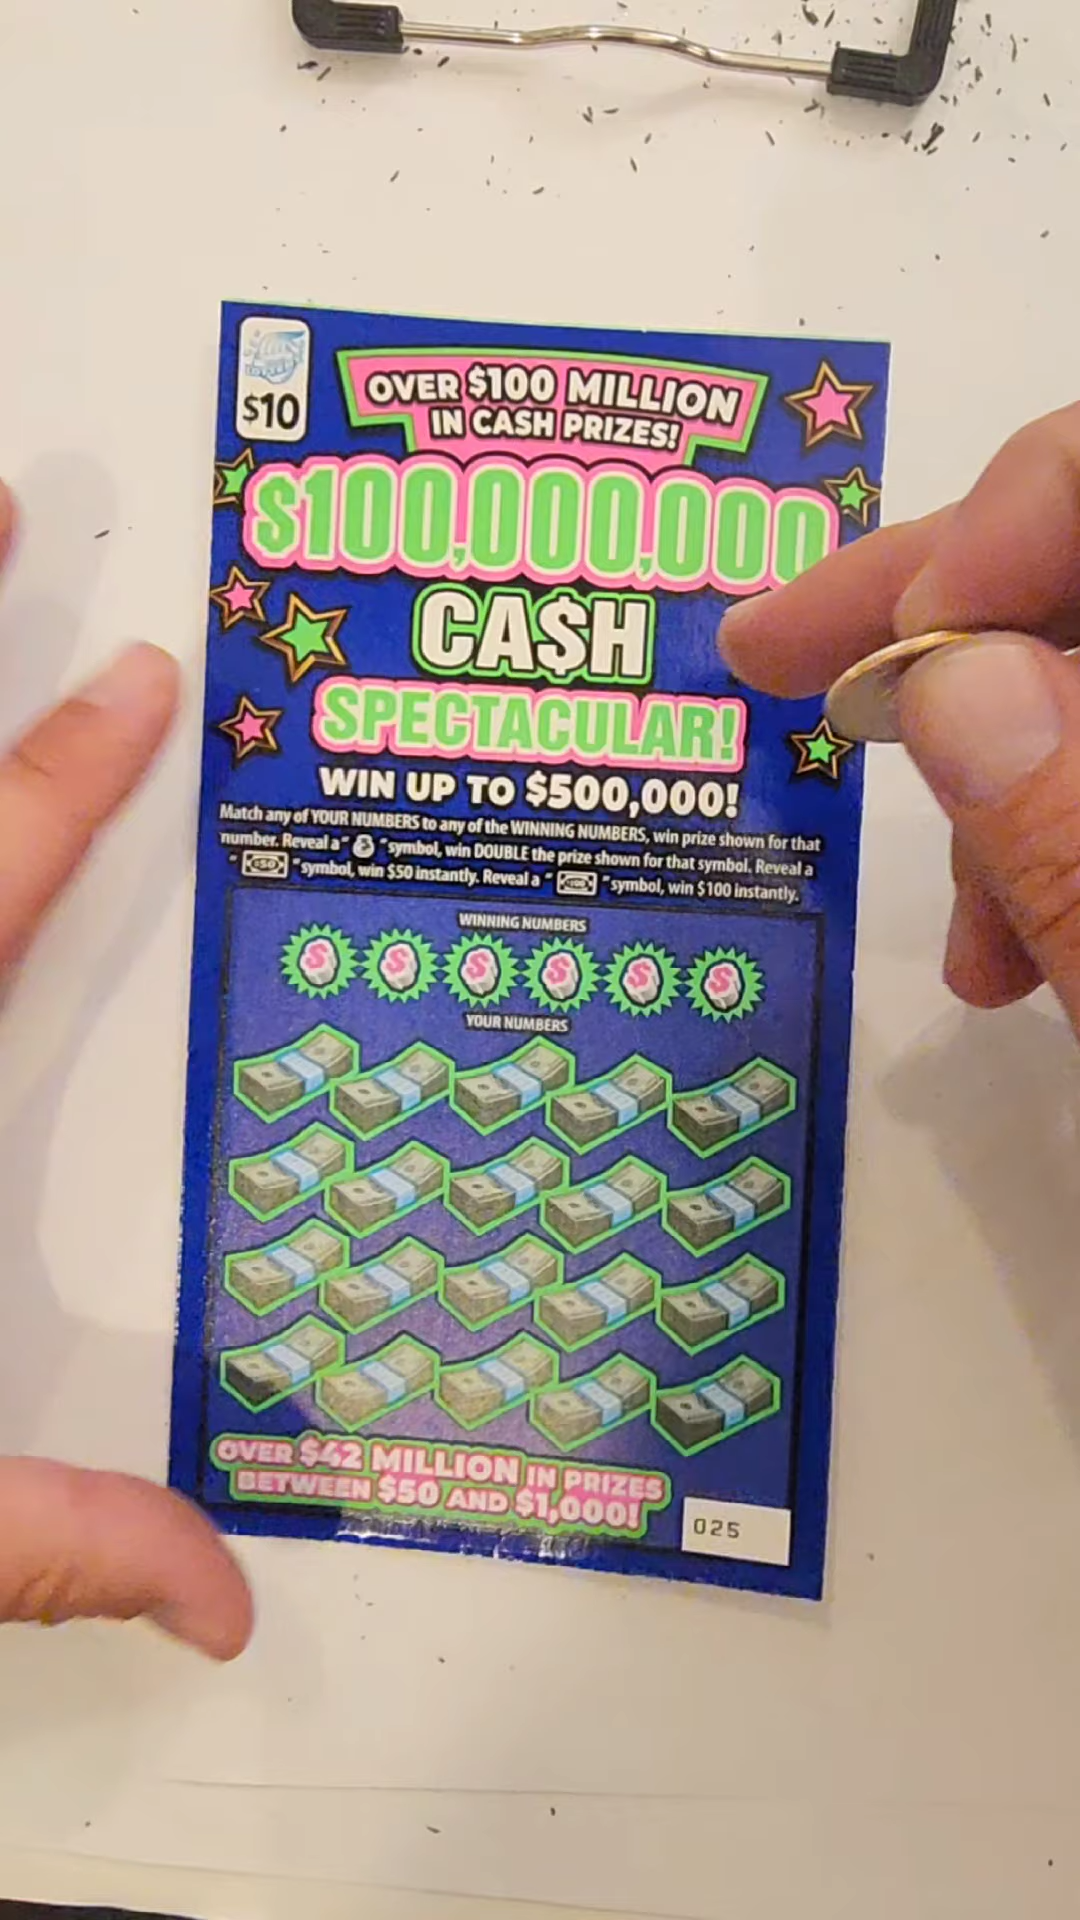 $10
OVER $100 MILLION
IN CASH PRIZES!
$100,000,000
CA$H
SPECTACULAR!
WIN UP TO $500,000!
Match any of YOUR NUMBERS to any of the WINNING NUMBERS, win prize shown for that
number. Reveal a " " symbol, win DOUBLE the prize shown for that symbol. Reveal a
" $50 " symbol, win $50 instantly. Reveal a " $100 " symbol, win $100 instantly.
WINNING NUMBERS
$ $ $ $ $ $
YOUR NUMBERS
OVER $42 MILLION IN PRIZES
BETWEEN $50 AND $1,000!
025